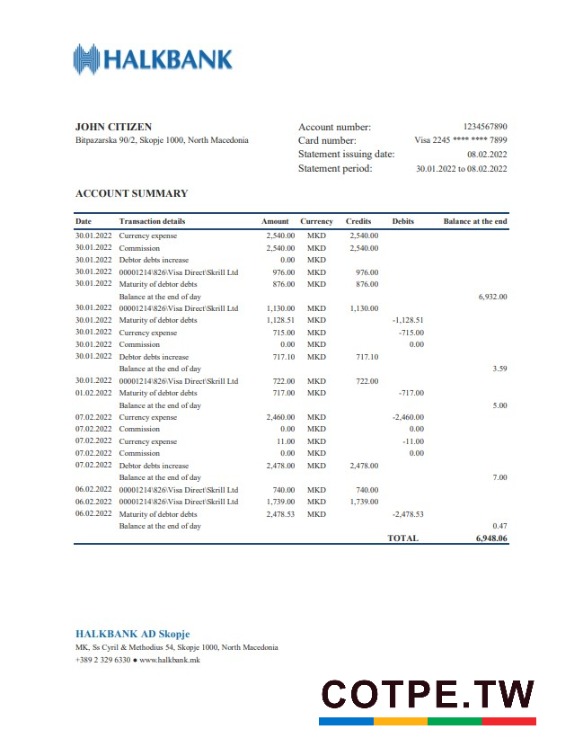 HALKBANK
JOHN CITIZEN
Bitpazarska 90/2, Skopje 1000, North Macedonia
Account number: 1234567890
Card number: Visa 2245 **** **** 7899
Statement issuing date: 08.02.2022
Statement period: 30.01.2022 to 08.02.2022
ACCOUNT SUMMARY
Date Transaction details Amount Currency Credits Debits Balance at the end
30.01.2022 Currency expense 2,540.00 MKD 2,540.00
30.01.2022 Commission 2,540.00 MKD 2,540.00
30.01.2022 Debtor debts increase 0.00 MKD
30.01.2022 00001214\826\Visa Direct\Skrill Ltd 976.00 MKD 976.00
30.01.2022 Maturity of debtor debts 876.00 MKD 876.00
Balance at the end of day 6,932.00
30.01.2022 00001214\826\Visa Direct\Skrill Ltd 1,130.00 MKD 1,130.00
30.01.2022 Maturity of debtor debts 1,128.51 MKD -1,128.51
30.01.2022 Currency expense 715.00 MKD -715.00
30.01.2022 Commission 0.00 MKD 0.00
30.01.2022 Debtor debts increase 717.10 MKD 717.10
Balance at the end of day 3.59
30.01.2022 00001214\826\Visa Direct\Skrill Ltd 722.00 MKD 722.00
01.02.2022 Maturity of debtor debts 717.00 MKD -717.00
Balance at the end of day 5.00
07.02.2022 Currency expense 2,460.00 MKD -2,460.00
07.02.2022 Commission 0.00 MKD 0.00
07.02.2022 Currency expense 11.00 MKD -11.00
07.02.2022 Commission 0.00 MKD 0.00
07.02.2022 Debtor debts increase 2,478.00 MKD 2,478.00
Balance at the end of day 7.00
06.02.2022 00001214\826\Visa Direct\Skrill Ltd 740.00 MKD 740.00
06.02.2022 00001214\826\Visa Direct\Skrill Ltd 1,739.00 MKD 1,739.00
06.02.2022 Maturity of debtor debts 2,478.53 MKD -2,478.53
Balance at the end of day 0.47
TOTAL 6,948.06
HALKBANK AD Skopje
MK, Ss Cyril & Methodius 54, Skopje 1000, North Macedonia
+389 2 329 6330 ● www.halkbank.mk
COTPE.TW